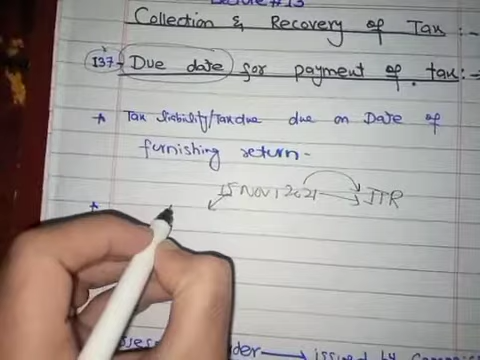 #13
Collection & Recovery of Tax :-
137 - Due date for payment of tax :-
* Tax liability/Tax due due on Date of
furnishing return -
15 Nov 2021 ITR
*
order → issued by